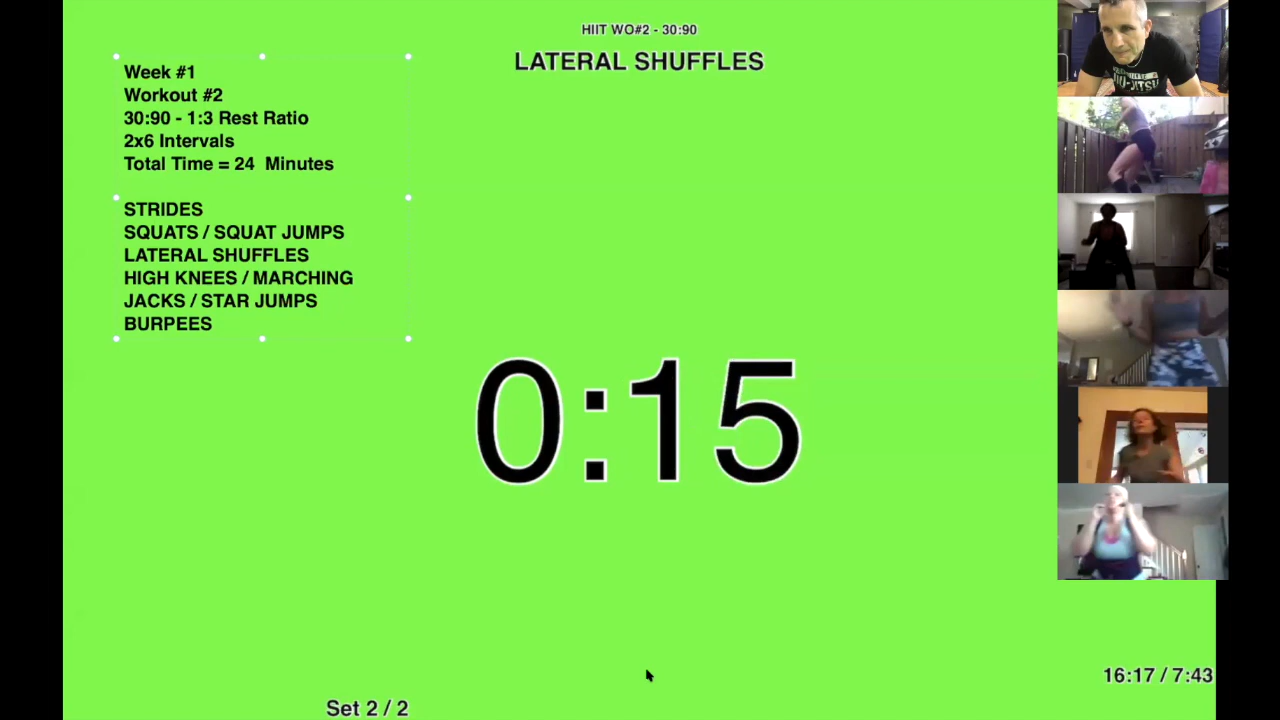 HIIT WO#2 - 30:90
LATERAL SHUFFLES
Week #1
Workout #2
30:90 - 1:3 Rest Ratio
2x6 Intervals
Total Time = 24 Minutes
STRIDES
SQUATS / SQUAT JUMPS
LATERAL SHUFFLES
HIGH KNEES / MARCHING
JACKS / STAR JUMPS
BURPEES
0:15
16:17 / 7:43
Set 2 / 2